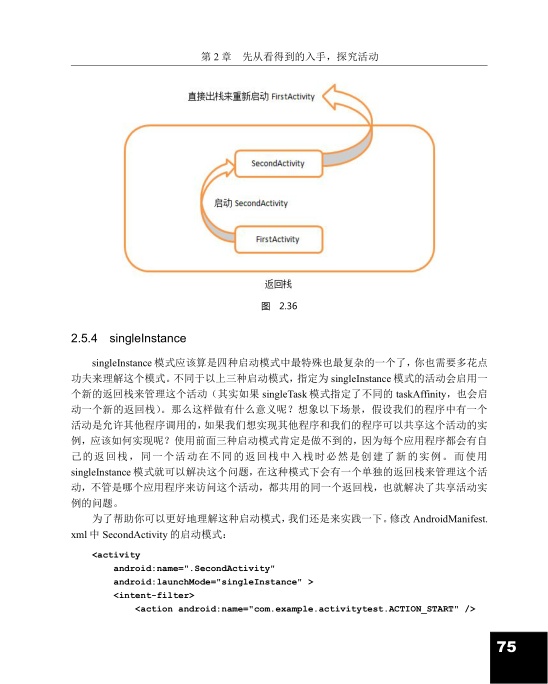 第 2 章 先从看得到的入手，探究活动
直接出栈来重新启动 FirstActivity
SecondActivity
启动 SecondActivity
FirstActivity
返回栈
图 2.36
2.5.4 singleInstance
singleInstance 模式应该算是四种启动模式中最特殊也最复杂的一个了，你也需要多花点
功夫来理解这个模式。不同于以上三种启动模式，指定为 singleInstance 模式的活动会启用一
个新的返回栈来管理这个活动（其实如果 singleTask 模式指定了不同的 taskAffinity，也会启
动一个新的返回栈）。那么这样做有什么意义呢？想象以下场景，假设我们的程序中有一个
活动是允许其他程序调用的，如果我们想实现其他程序和我们的程序可以共享这个活动的实
例，应该如何实现呢？使用前面三种启动模式肯定是做不到的，因为每个应用程序都会有自
己的返回栈，同一个活动在不同的返回栈中入栈时必然是创建了新的实例。而使用
singleInstance 模式就可以解决这个问题，在这种模式下会有一个单独的返回栈来管理这个活
动，不管是哪个应用程序来访问这个活动，都共用的同一个返回栈，也就解决了共享活动实
例的问题。
为了帮助你可以更好地理解这种启动模式，我们还是来实践一下。修改 AndroidManifest.
xml 中 SecondActivity 的启动模式：
<activity
android:name=".SecondActivity"
android:launchMode="singleInstance" >
<intent-filter>
<action android:name="com.example.activitytest.ACTION_START" />
75